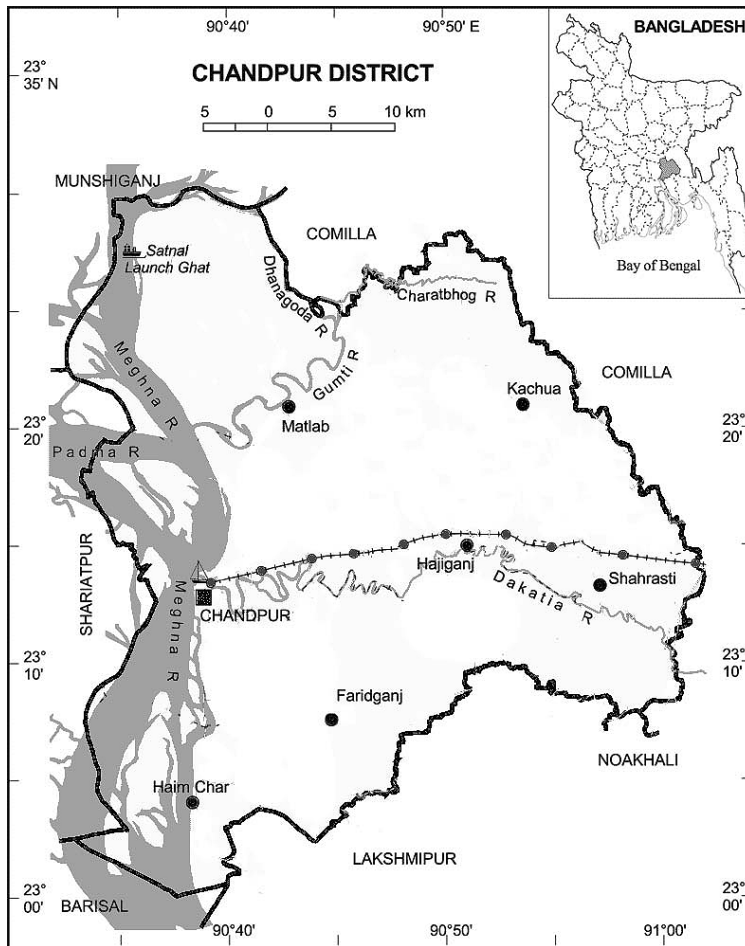 90°40'
90°50' E
BANGLADESH
Bay of Bengal
23°
35' N
CHANDPUR DISTRICT
5 0 5 10 km
MUNSHIGANJ
COMILLA
Satnal
Launch Ghat
Dhanagoda R
Charatbhog R
Meghna R
Gumti R
Kachua
COMILLA
Matlab
23°
20'
23°
20'
Padma R
SHARIATPUR
Hajiganj
Shahrasti
Dakatia R
CHANDPUR
Meghna R
23°
10'
23°
10'
Faridganj
NOAKHALI
Haim Char
LAKSHMIPUR
BARISAL
23°
00'
23°
00'
90°40'
90°50'
91°00'